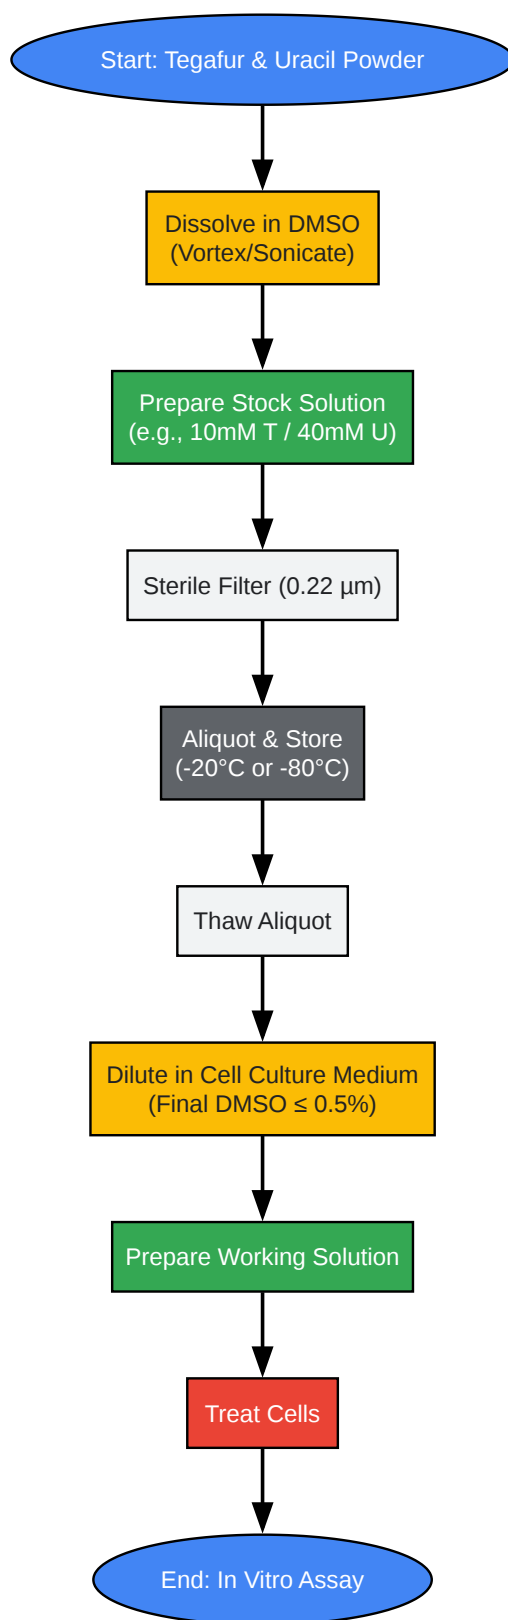 Start: Tegafur & Uracil Powder
Dissolve in DMSO
(Vortex/Sonicate)
Prepare Stock Solution
(e.g., 10mM T / 40mM U)
Sterile Filter (0.22 µm)
Aliquot & Store
(-20°C or -80°C)
Thaw Aliquot
Dilute in Cell Culture Medium
(Final DMSO ≤ 0.5%)
Prepare Working Solution
Treat Cells
End: In Vitro Assay